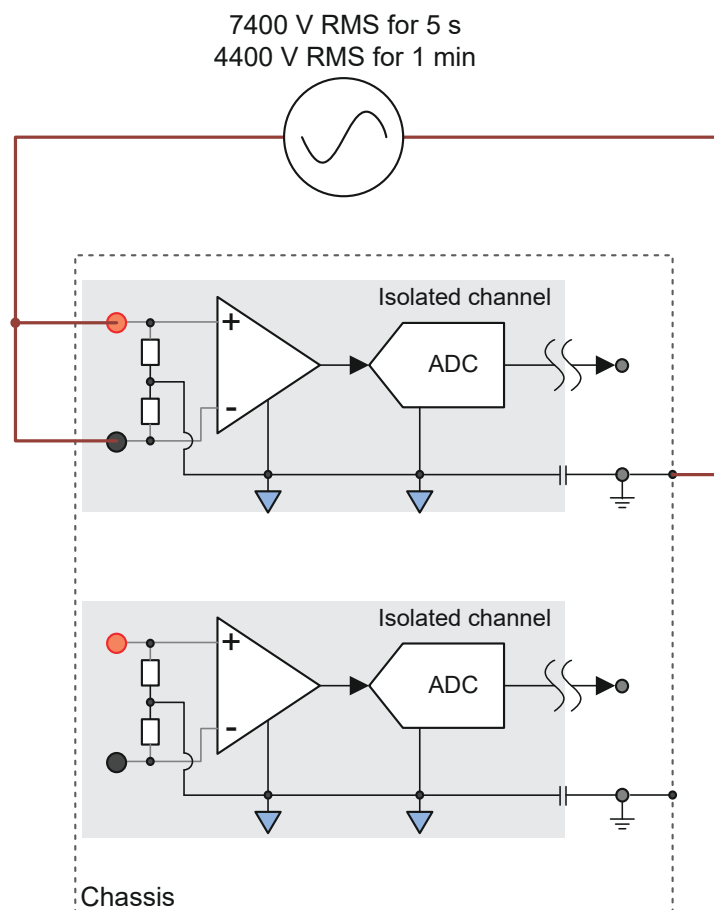 7400 V RMS for 5 s
4400 V RMS for 1 min
Isolated channel
+
ADC
-
Isolated channel
+
ADC
-
Chassis